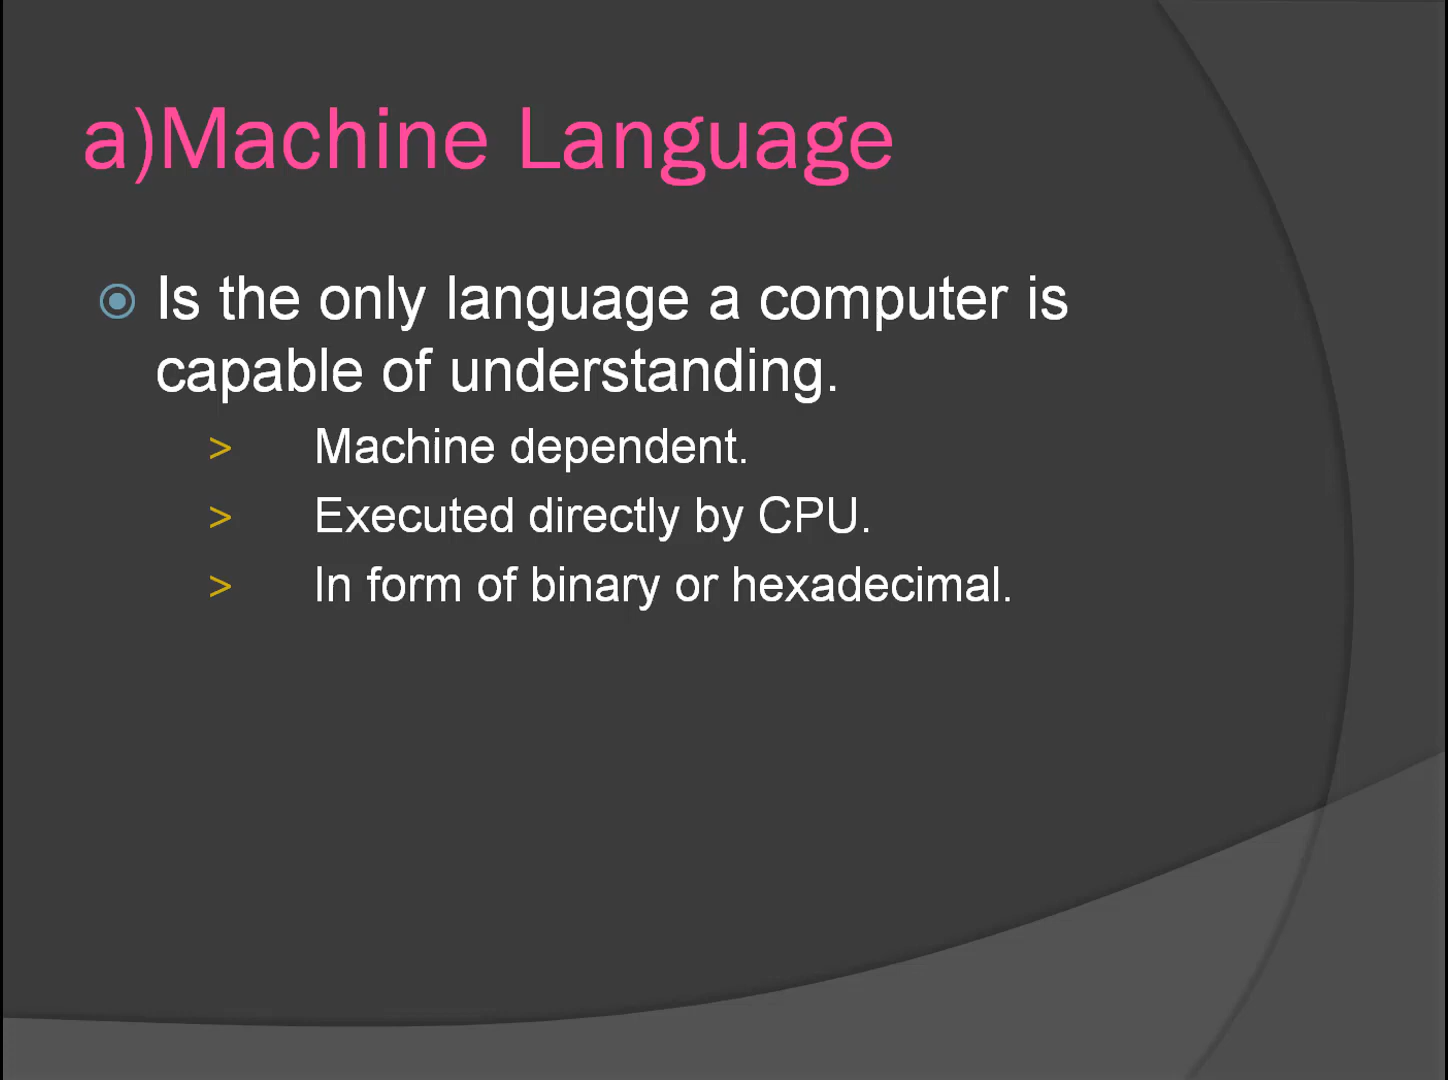 a)Machine Language
Is the only language a computer is
capable of understanding.
> Machine dependent.
> Executed directly by CPU.
> In form of binary or hexadecimal.